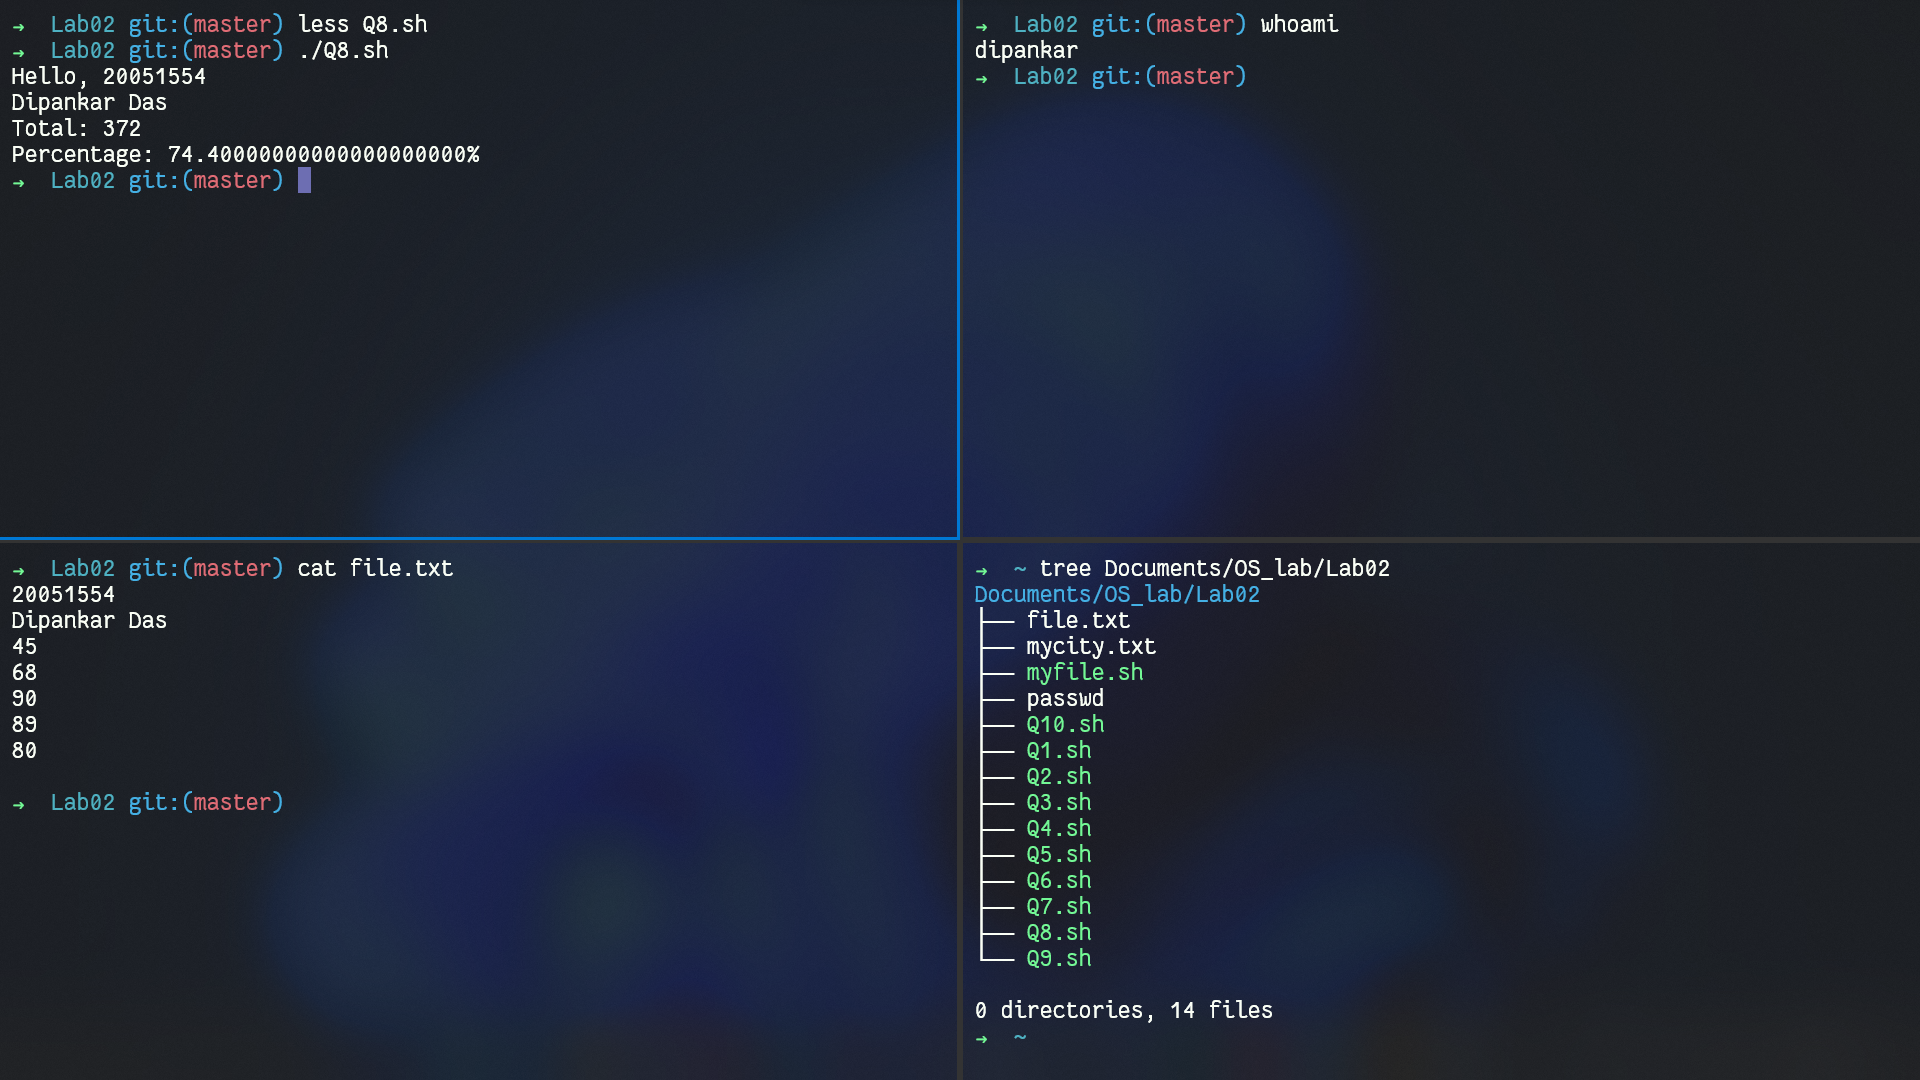 → Lab02 git:(master) less Q8.sh
→ Lab02 git:(master) ./Q8.sh
Hello, 20051554
Dipankar Das
Total: 372
Percentage: 74.40000000000000000000%
→ Lab02 git:(master)
→ Lab02 git:(master) whoami
dipankar
→ Lab02 git:(master)
→ Lab02 git:(master) cat file.txt
20051554
Dipankar Das
45
68
90
89
80
→ Lab02 git:(master)
→ ~ tree Documents/OS_lab/Lab02
Documents/OS_lab/Lab02
├── file.txt
├── mycity.txt
├── myfile.sh
├── passwd
├── Q10.sh
├── Q1.sh
├── Q2.sh
├── Q3.sh
├── Q4.sh
├── Q5.sh
├── Q6.sh
├── Q7.sh
├── Q8.sh
└── Q9.sh
0 directories, 14 files
→ ~